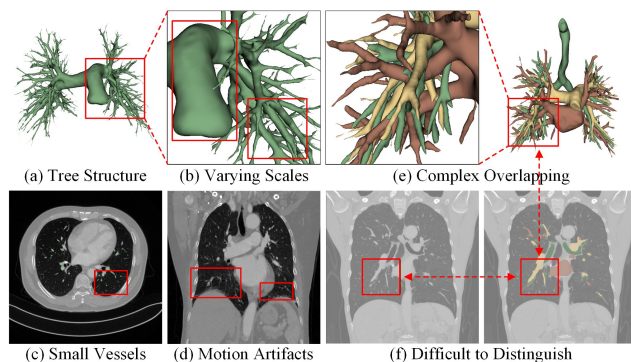 (a) Tree Structure
(b) Varying Scales
(e) Complex Overlapping
(c) Small Vessels
(d) Motion Artifacts
(f) Difficult to Distinguish